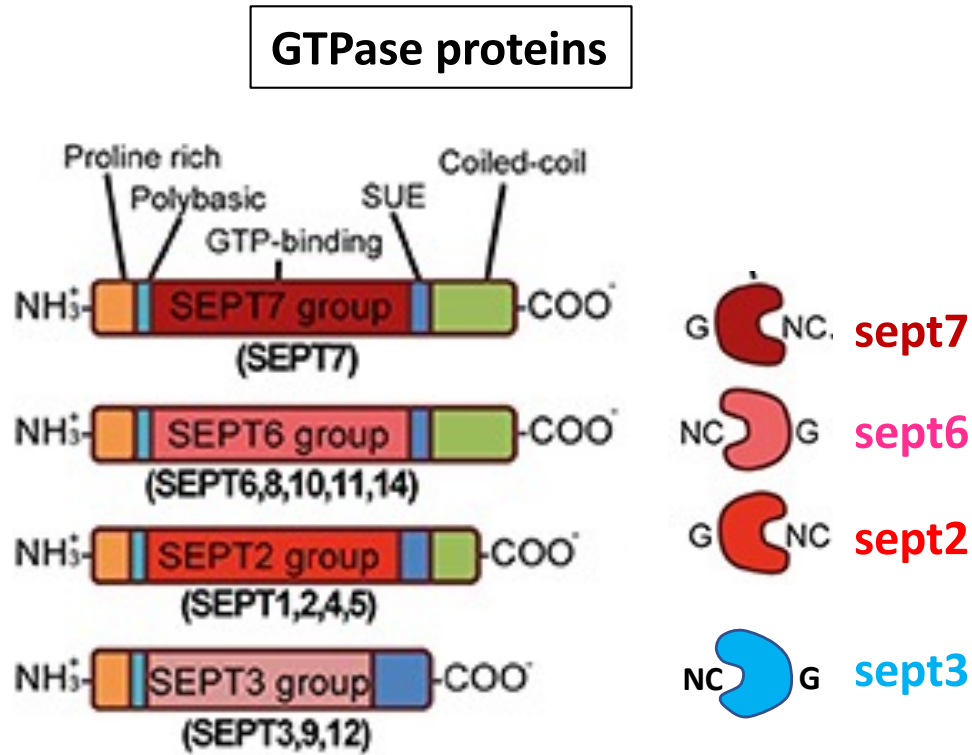 GTPase proteins
Proline rich
Polybasic
GTP-binding
SUE
Coiled-coil
NH₃⁺- SEPT7 group -COO⁻
(SEPT7)
G NC. sept7
NH₃⁺- SEPT6 group -COO⁻
(SEPT6,8,10,11,14)
NC G sept6
NH₃⁺- SEPT2 group -COO⁻
(SEPT1,2,4,5)
G NC sept2
NH₃⁺- SEPT3 group -COO⁻
(SEPT3,9,12)
NC G sept3